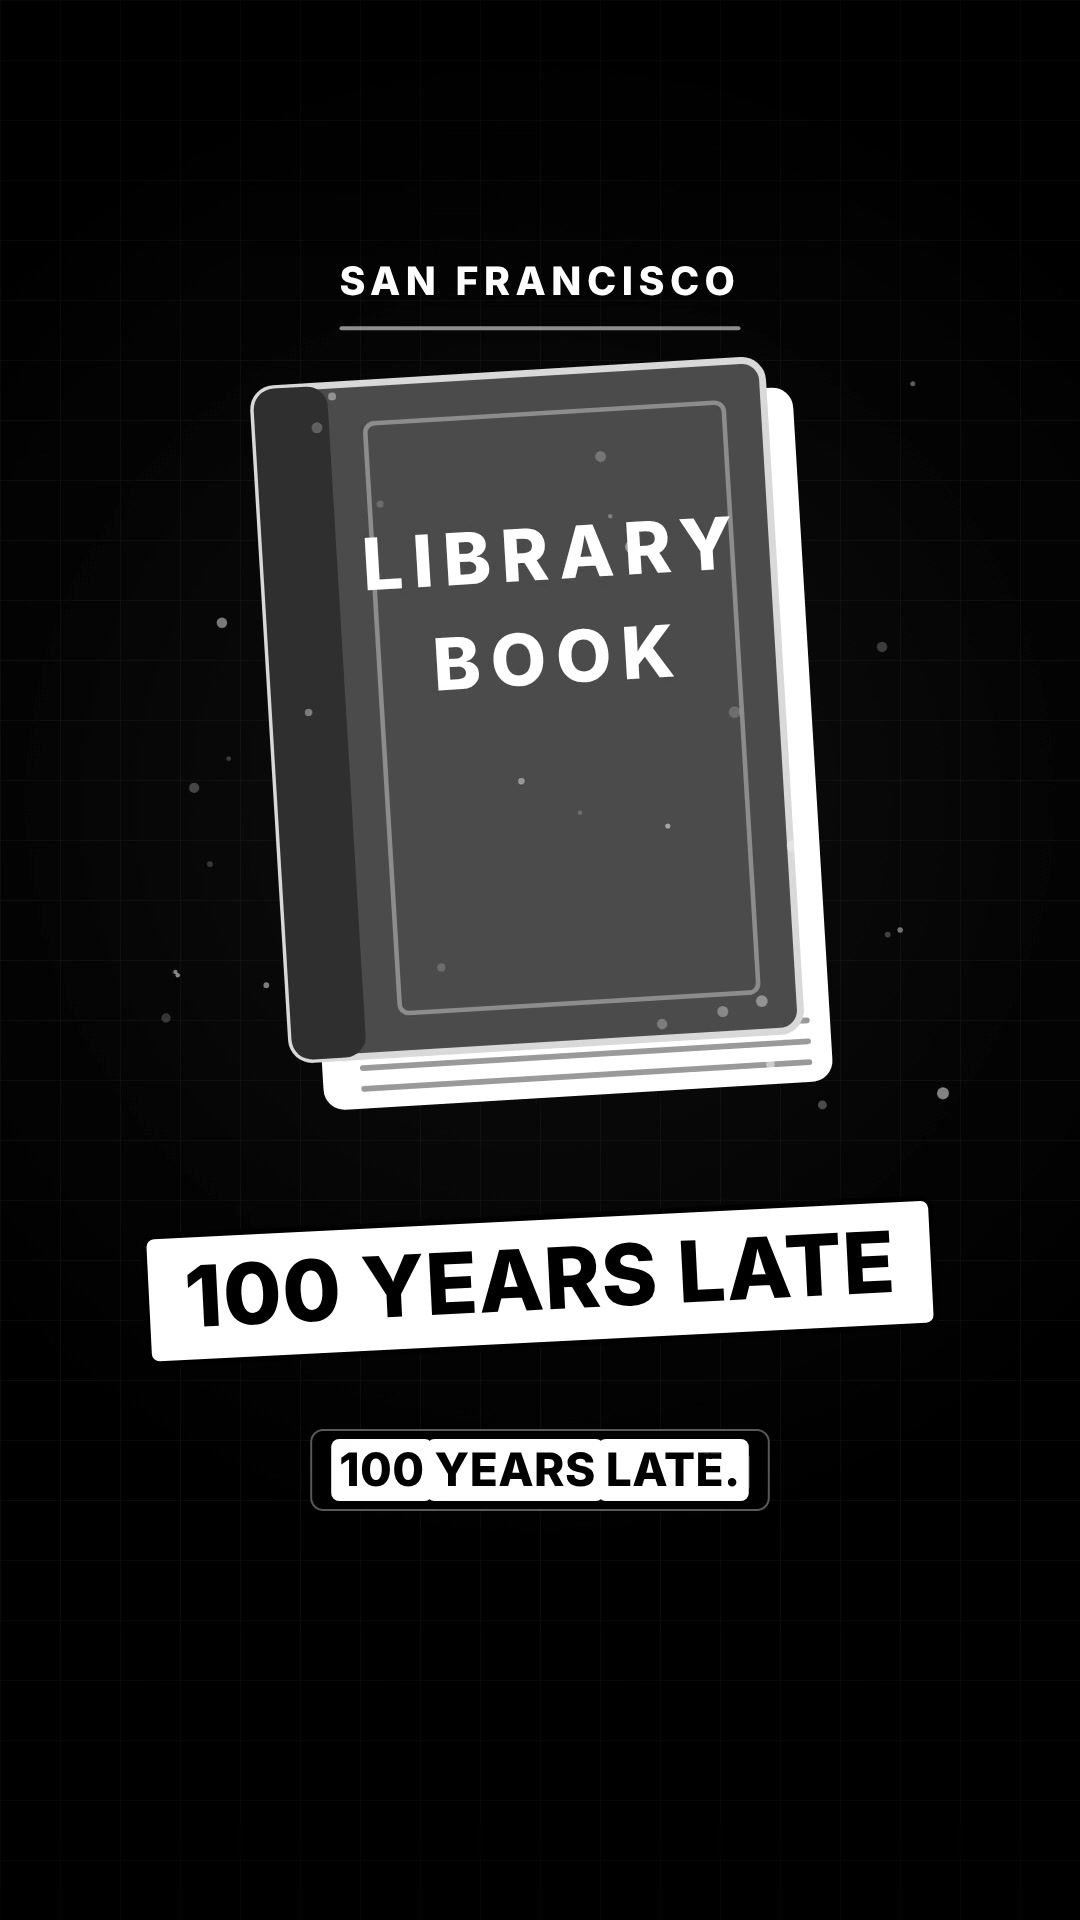 SAN FRANCISCO
LIBRARY
BOOK
100 YEARS LATE
100 YEARS LATE.